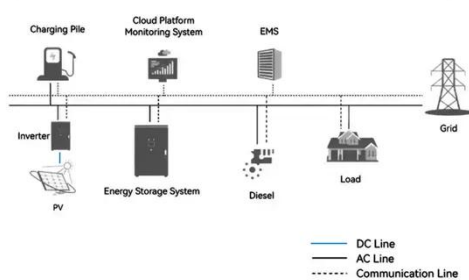 Charging Pile
Cloud Platform
Monitoring System
EMS
Grid
Inverter
PV
Energy Storage System
Diesel
Load
DC Line
AC Line
Communication Line